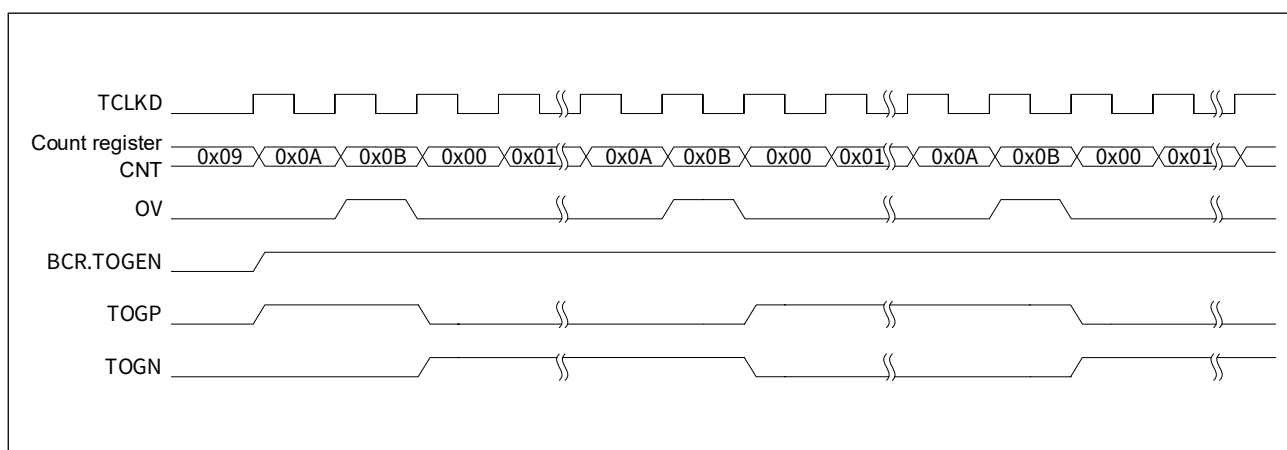 TCLKD
Count register
CNT
0x09 0x0A 0x0B 0x00 0x01 0x0A 0x0B 0x00 0x01 0x0A 0x0B 0x00 0x01
OV
BCR.TOGEN
TOGP
TOGN